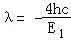 λ = -4hc/E₁